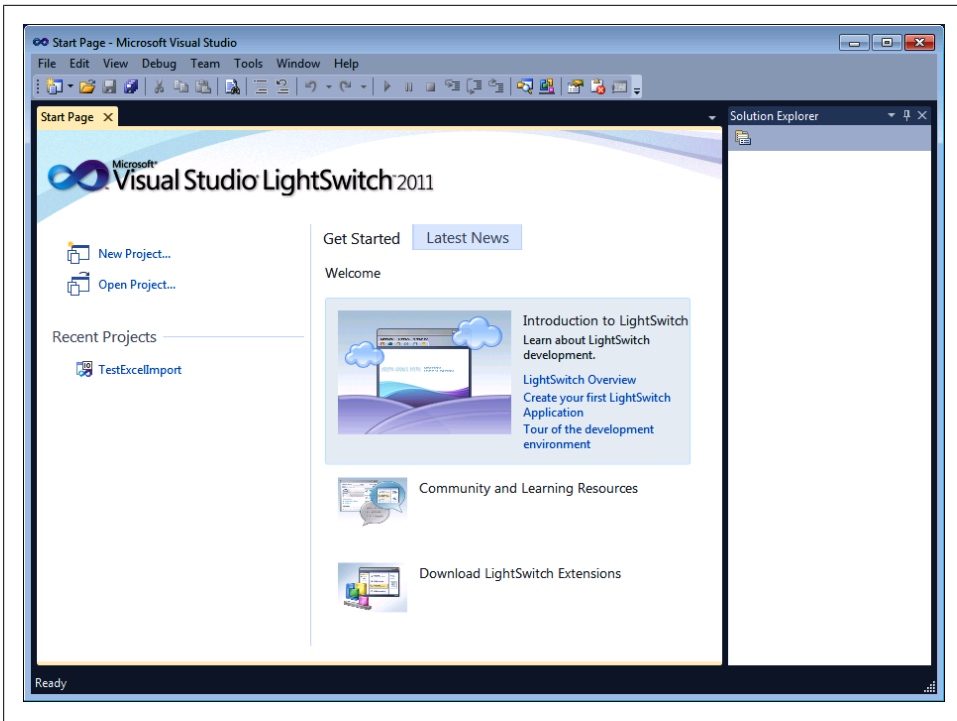 Start Page - Microsoft Visual Studio
File Edit View Debug Team Tools Window Help
Start Page
Solution Explorer
Microsoft®
Visual Studio® LightSwitch™ 2011
New Project...
Open Project...
Recent Projects
TestExcelImport
Get Started Latest News
Welcome
Introduction to LightSwitch
Learn about LightSwitch
development.
LightSwitch Overview
Create your first LightSwitch
Application
Tour of the development
environment
Community and Learning Resources
Download LightSwitch Extensions
Ready